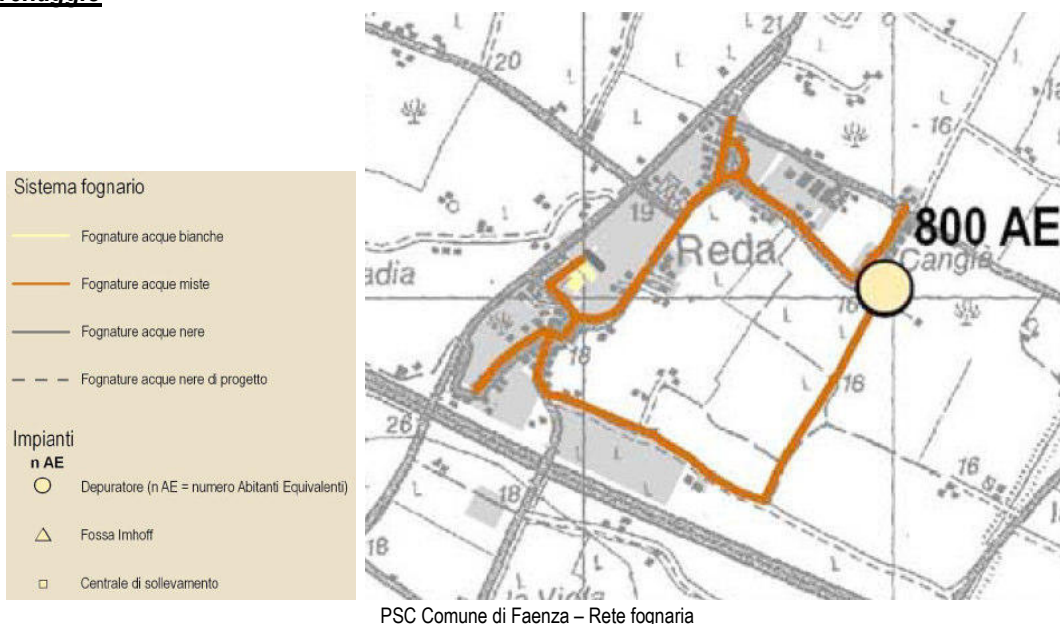 Sistema fognario
Fognature acque bianche
Fognature acque miste
Fognature acque nere
Fognature acque nere di progetto
Impianti
n AE
Depuratore (n AE = numero Abitanti Equivalenti)
Fossa Imhoff
Centrale di sollevamento
21
20
16
19
800 AE
Reda
Cangià
adia
16
18
16
26
16
18
18
la Viola
PSC Comune di Faenza – Rete fognaria